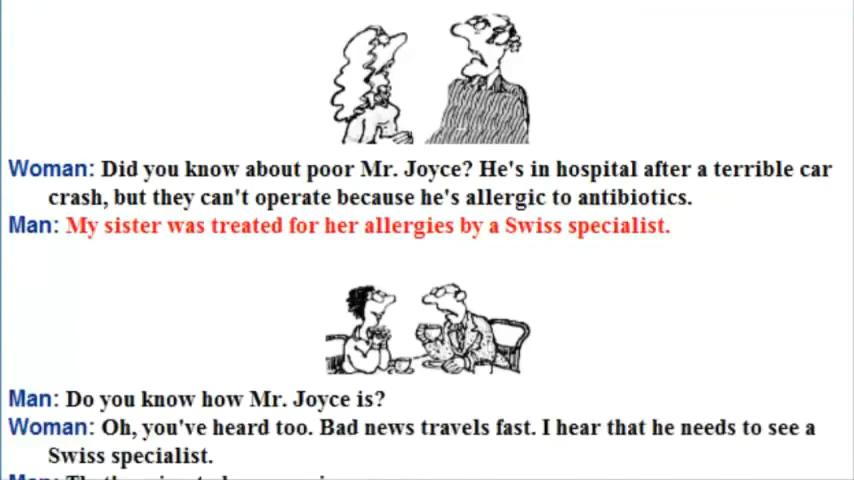 Woman: Did you know about poor Mr. Joyce? He's in hospital after a terrible car
crash, but they can't operate because he's allergic to antibiotics.
Man: My sister was treated for her allergies by a Swiss specialist.
Man: Do you know how Mr. Joyce is?
Woman: Oh, you've heard too. Bad news travels fast. I hear that he needs to see a
Swiss specialist.
Man: